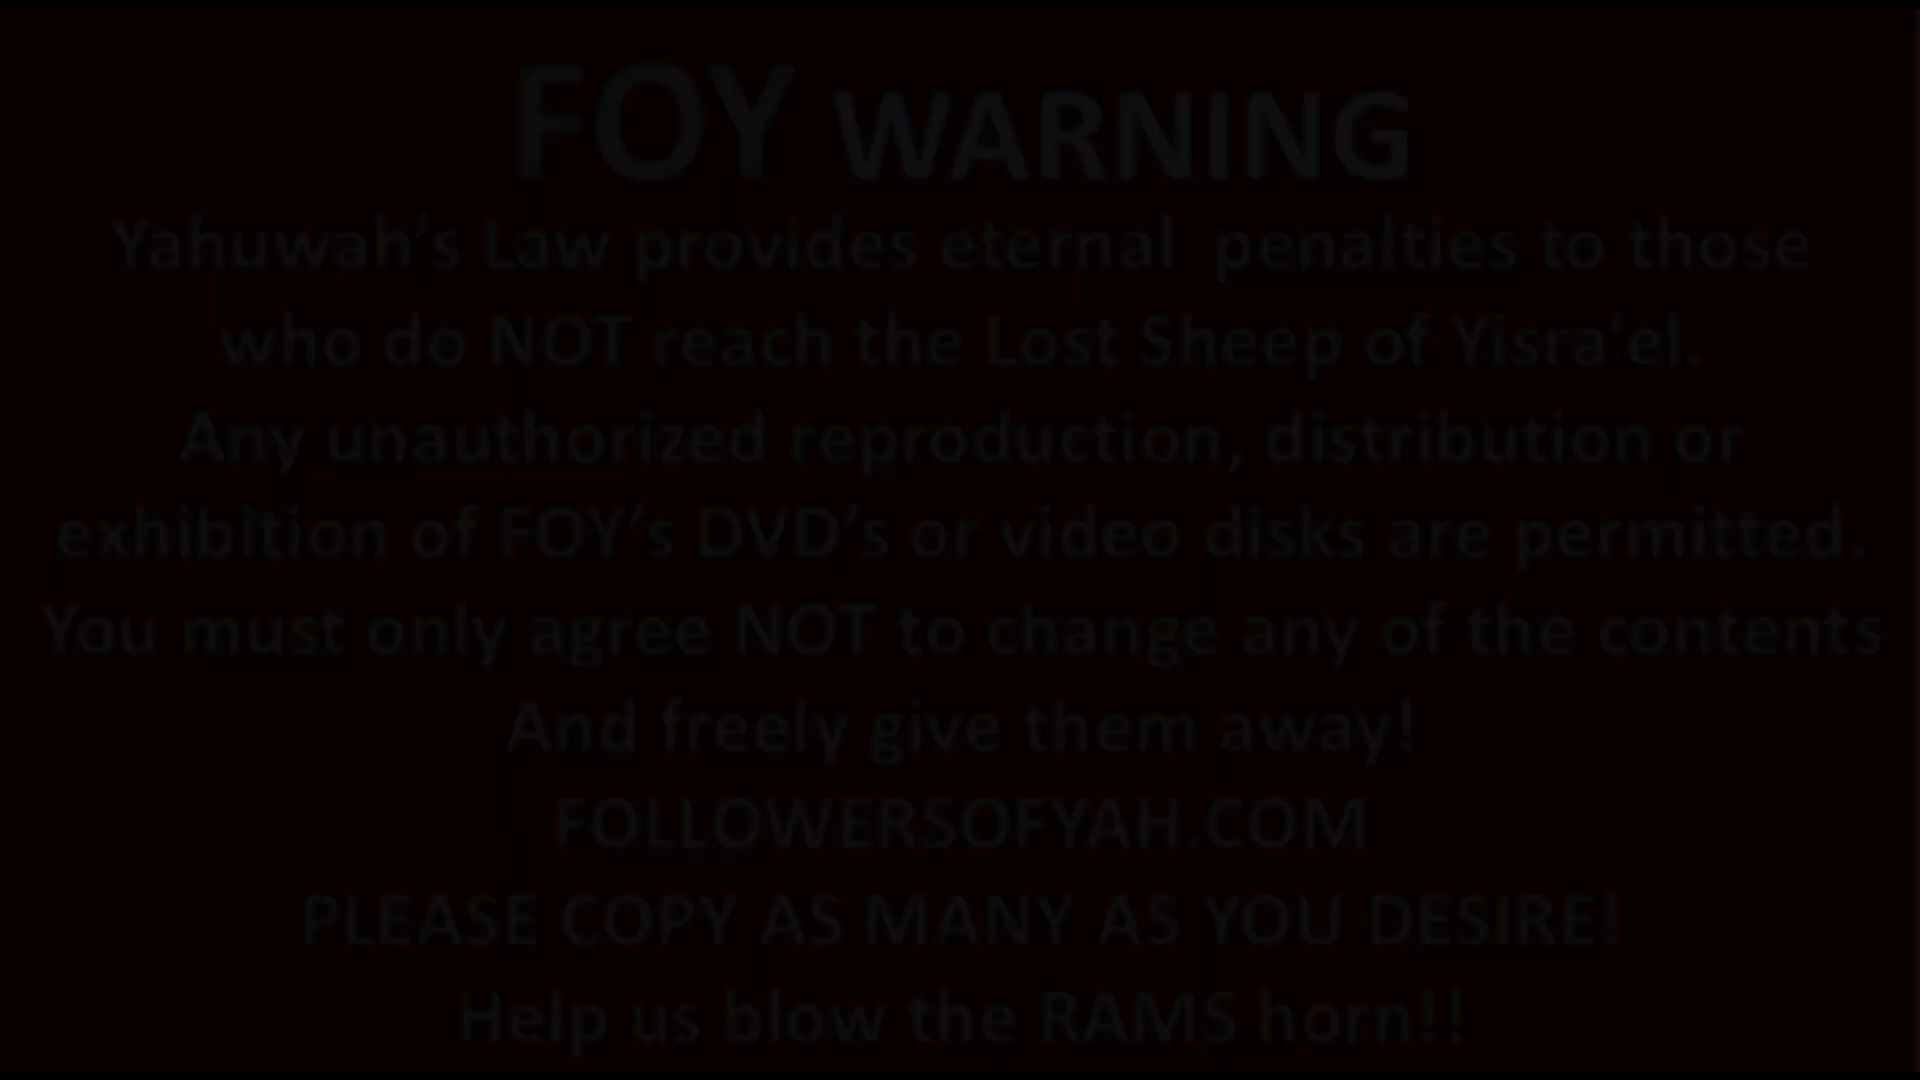 FOY WARNING
Yahuwah's Law provides eternal penalties to those
who do NOT reach the Lost Sheep of Yisra'el.
Any unauthorized reproduction, distribution or
exhibition of FOY's DVD's or video disks are permitted.
You must only agree NOT to change any of the contents
And freely give them away!
FOLLOWERSOFYAH.COM
PLEASE COPY AS MANY AS YOU DESIRE!
Help us blow the RAMS horn!!